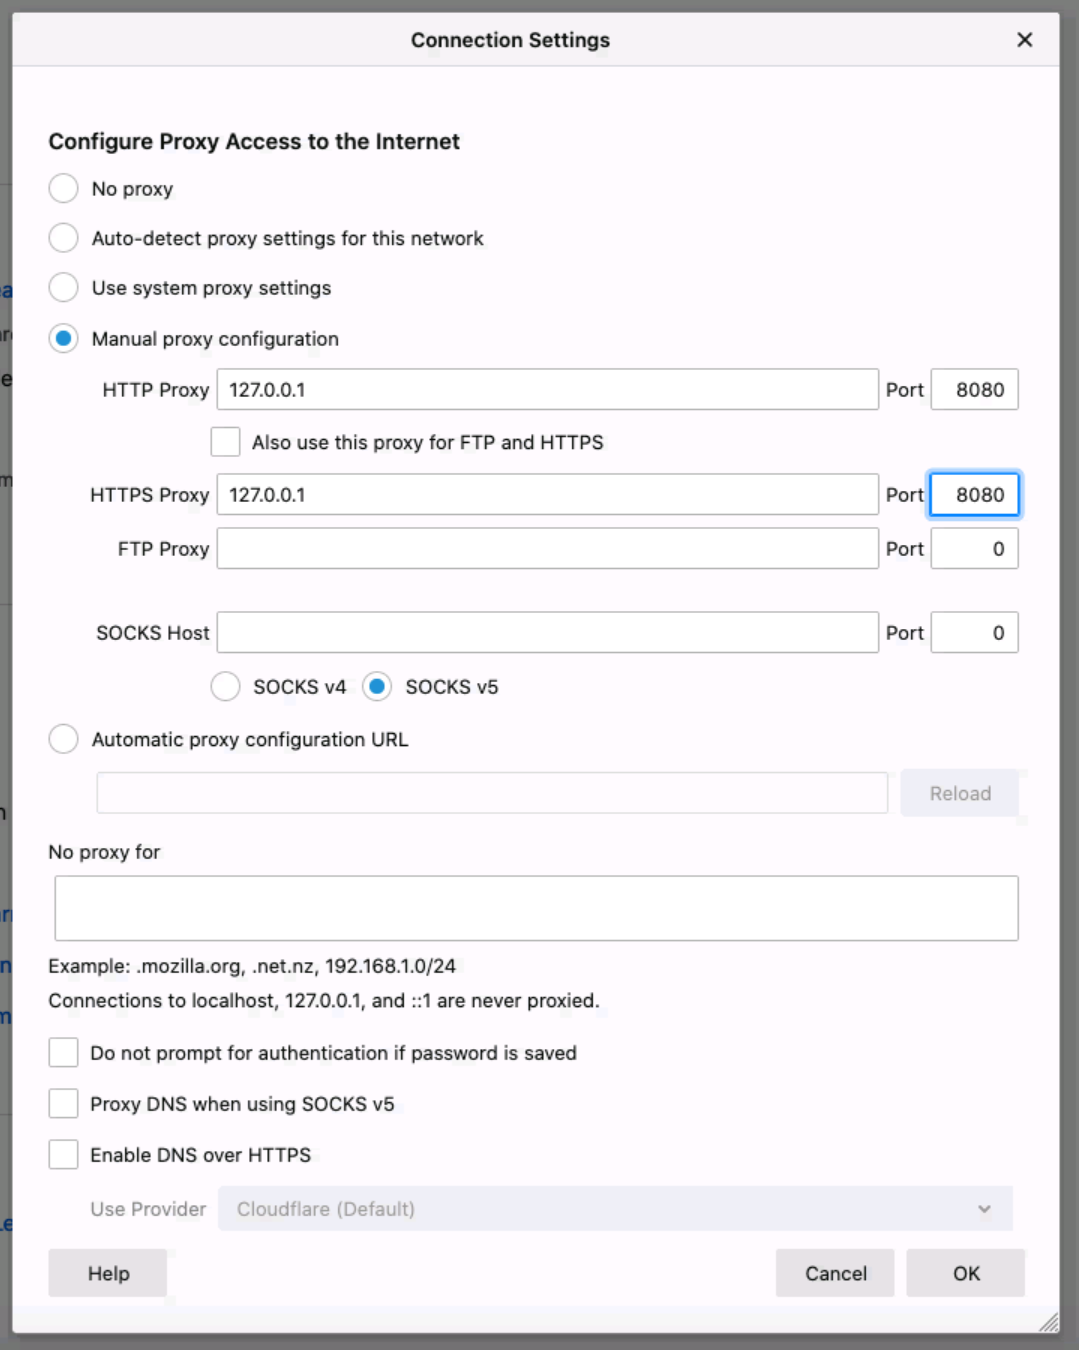 Connection Settings
Configure Proxy Access to the Internet
No proxy
Auto-detect proxy settings for this network
Use system proxy settings
Manual proxy configuration
HTTP Proxy 127.0.0.1 Port 8080
Also use this proxy for FTP and HTTPS
HTTPS Proxy 127.0.0.1 Port 8080
FTP Proxy Port 0
SOCKS Host Port 0
SOCKS v4 SOCKS v5
Automatic proxy configuration URL
Reload
No proxy for
Example: .mozilla.org, .net.nz, 192.168.1.0/24
Connections to localhost, 127.0.0.1, and ::1 are never proxied.
Do not prompt for authentication if password is saved
Proxy DNS when using SOCKS v5
Enable DNS over HTTPS
Use Provider Cloudflare (Default)
Help Cancel OK